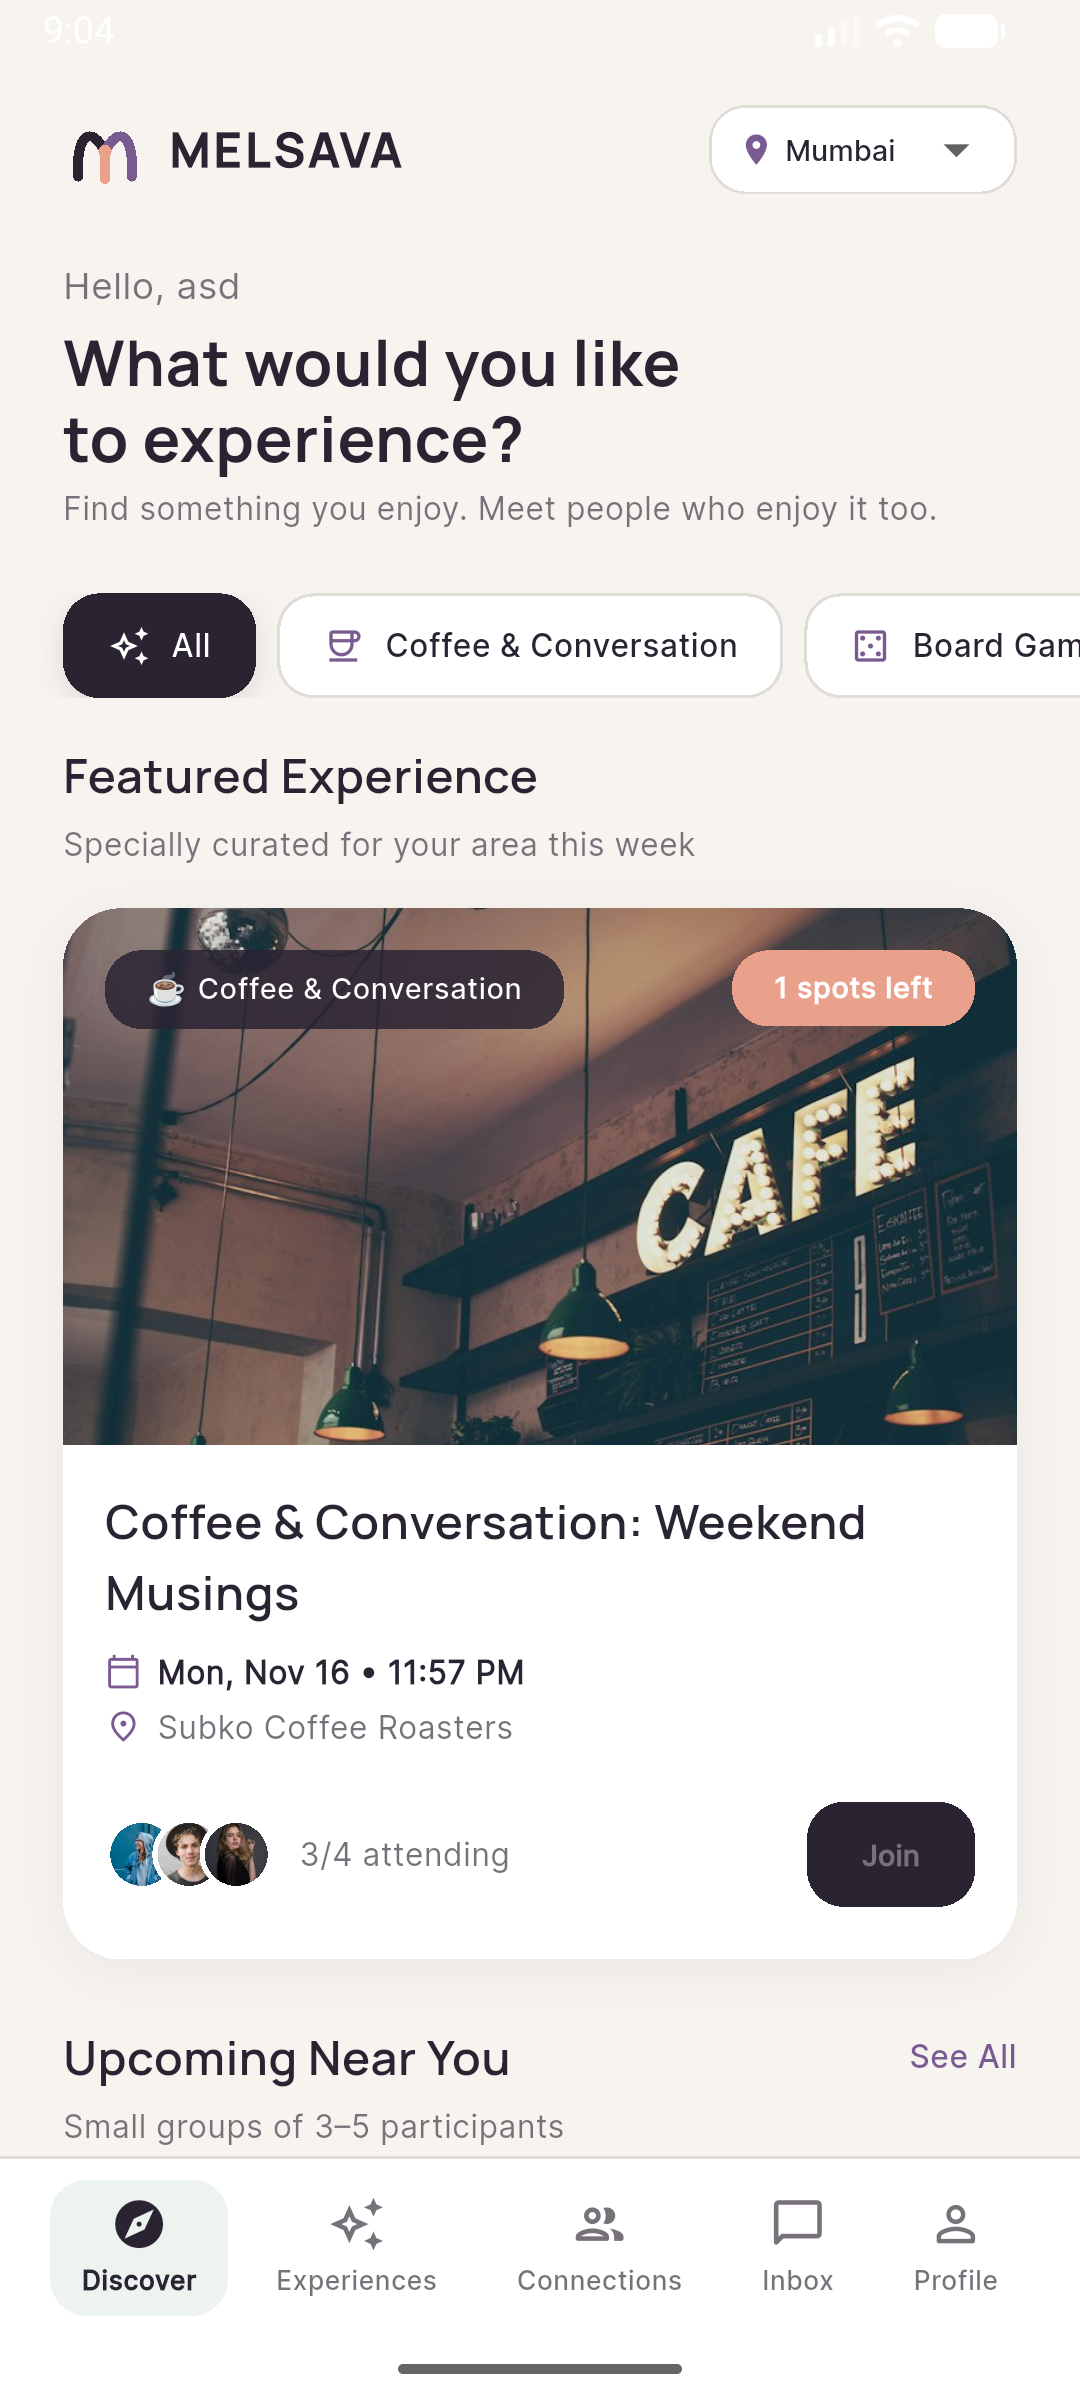 9:04
MELSAVA
Mumbai
Hello, asd
What would you like
to experience?
Find something you enjoy. Meet people who enjoy it too.
All
Coffee & Conversation
Board Gam
Featured Experience
Specially curated for your area this week
Coffee & Conversation
1 spots left
CAFE
Coffee & Conversation: Weekend
Musings
Mon, Nov 16 • 11:57 PM
Subko Coffee Roasters
3/4 attending
Join
Upcoming Near You
See All
Small groups of 3–5 participants
Discover
Experiences
Connections
Inbox
Profile